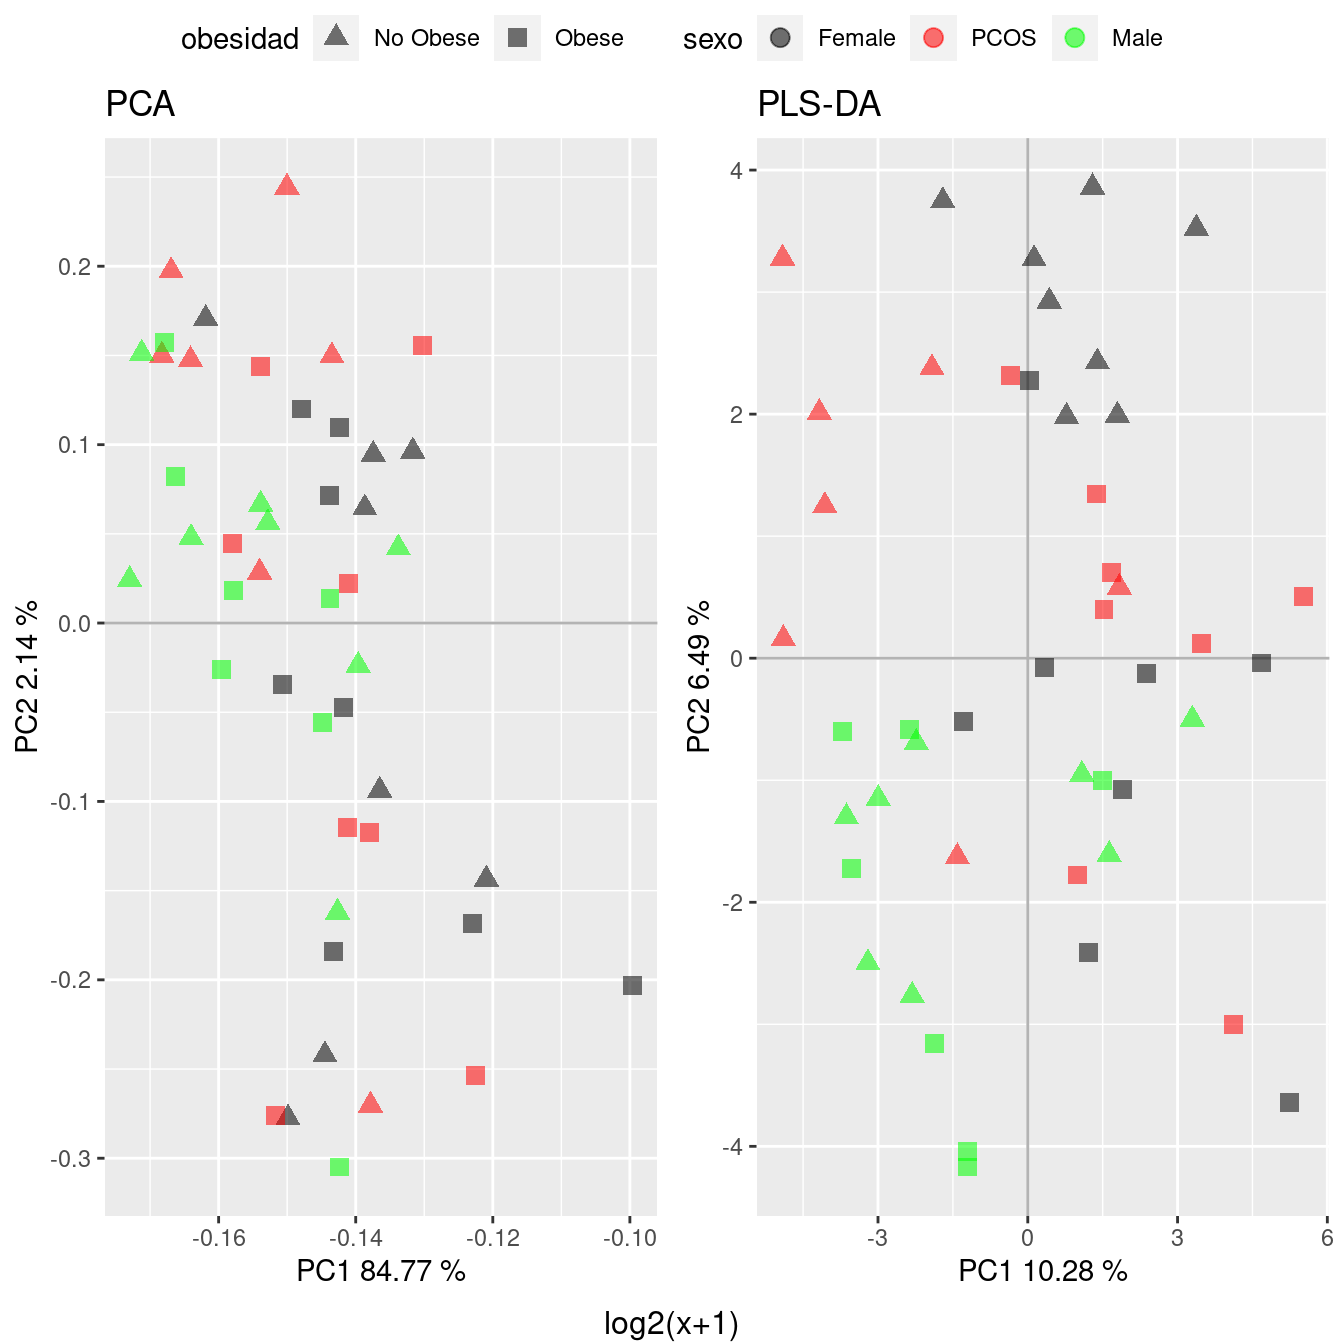 obesidad No Obese Obese sexo Female PCOS Male
PCA
PLS-DA
PC2 2.14 %
0.2
0.1
0.0
-0.1
-0.2
-0.3
-0.16 -0.14 -0.12 -0.10
PC1 84.77 %
PC2 6.49 %
4
2
0
-2
-4
-3 0 3 6
PC1 10.28 %
log2(x+1)